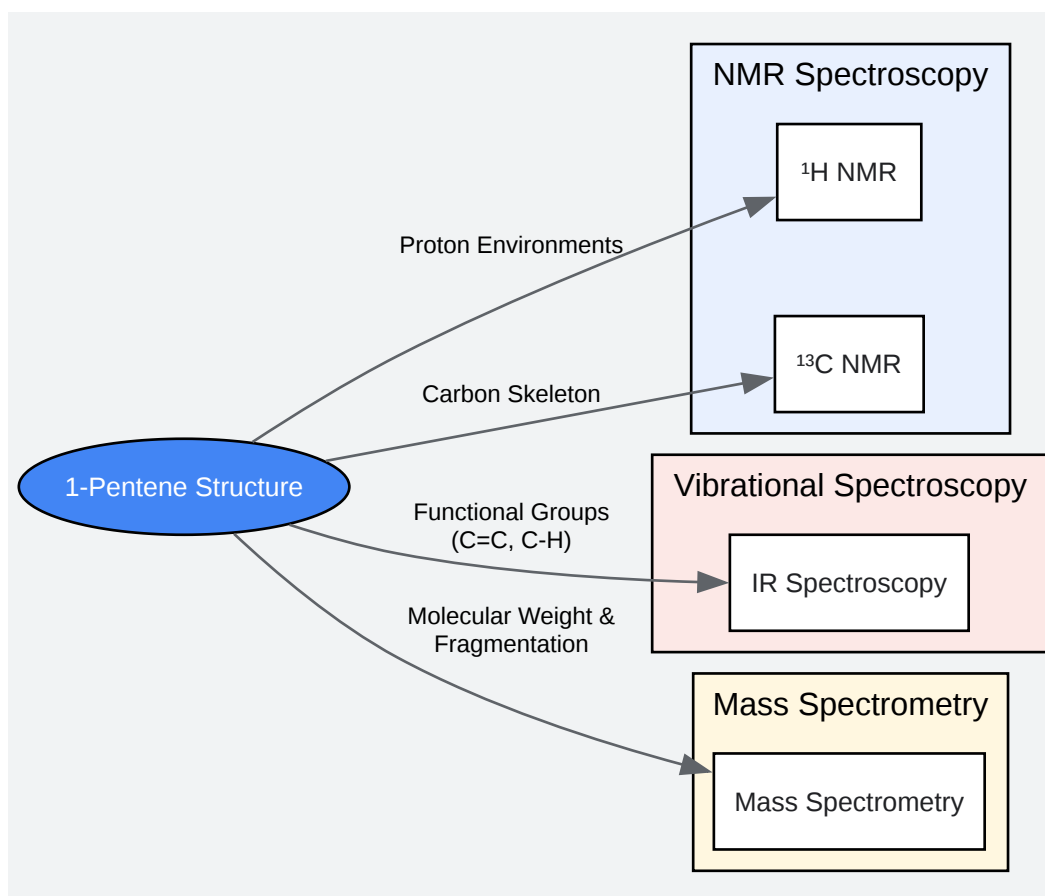 NMR Spectroscopy
¹H NMR
Proton Environments
¹³C NMR
Carbon Skeleton
1-Pentene Structure
Vibrational Spectroscopy
Functional Groups
(C=C, C-H)
IR Spectroscopy
Molecular Weight &
Fragmentation
Mass Spectrometry
Mass Spectrometry